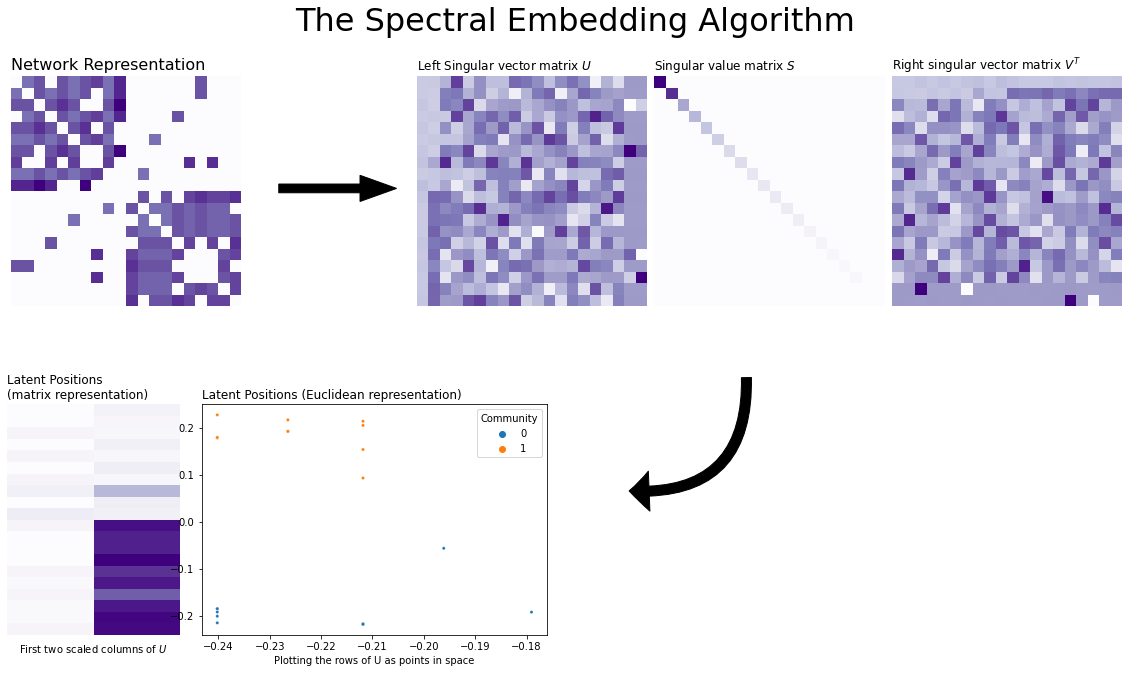 The Spectral Embedding Algorithm
Network Representation
Left Singular vector matrix U
Singular value matrix S
Right singular vector matrix V^T
Latent Positions
(matrix representation)
First two scaled columns of U
Latent Positions (Euclidean representation)
Community
0
1
0.2
0.1
0.0
−0.1
−0.2
−0.24 −0.23 −0.22 −0.21 −0.20 −0.19 −0.18
Plotting the rows of U as points in space